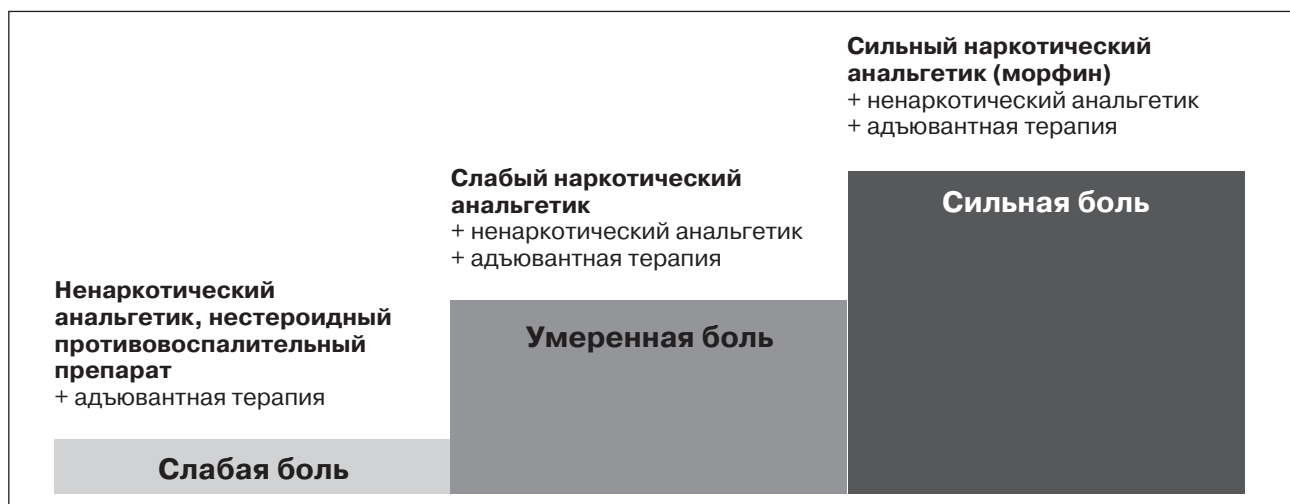 Сильный наркотический
анальгетик (морфин)
+ ненаркотический анальгетик
+ адъювантная терапия
Сильная боль
Слабый наркотический
анальгетик
+ ненаркотический анальгетик
+ адъювантная терапия
Умеренная боль
Ненаркотический
анальгетик, нестероидный
противовоспалительный
препарат
+ адъювантная терапия
Слабая боль